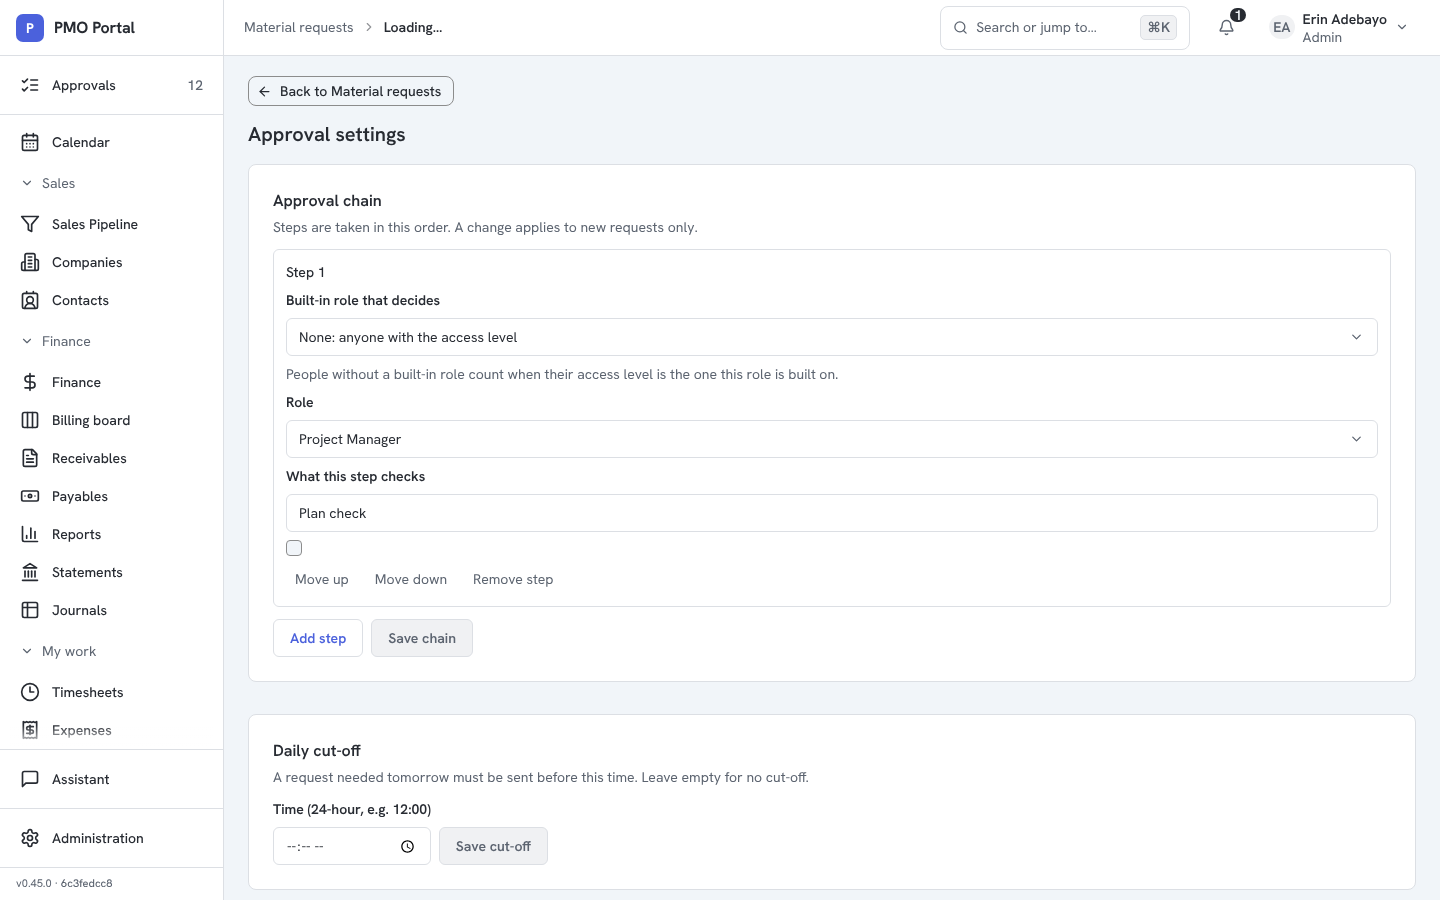 P PMO Portal
Material requests > Loading...
Search or jump to... ⌘K
1
EA
Erin Adebayo
Admin
Approvals 12
Calendar
Sales
Sales Pipeline
Companies
Contacts
Finance
Finance
Billing board
Receivables
Payables
Reports
Statements
Journals
My work
Timesheets
Expenses
Assistant
Administration
v0.45.0 · 6c3fedcc8
Back to Material requests
Approval settings
Approval chain
Steps are taken in this order. A change applies to new requests only.
Step 1
Built-in role that decides
None: anyone with the access level
People without a built-in role count when their access level is the one this role is built on.
Role
Project Manager
What this step checks
Plan check
Move up Move down Remove step
Add step Save chain
Daily cut-off
A request needed tomorrow must be sent before this time. Leave empty for no cut-off.
Time (24-hour, e.g. 12:00)
--:-- -- Save cut-off